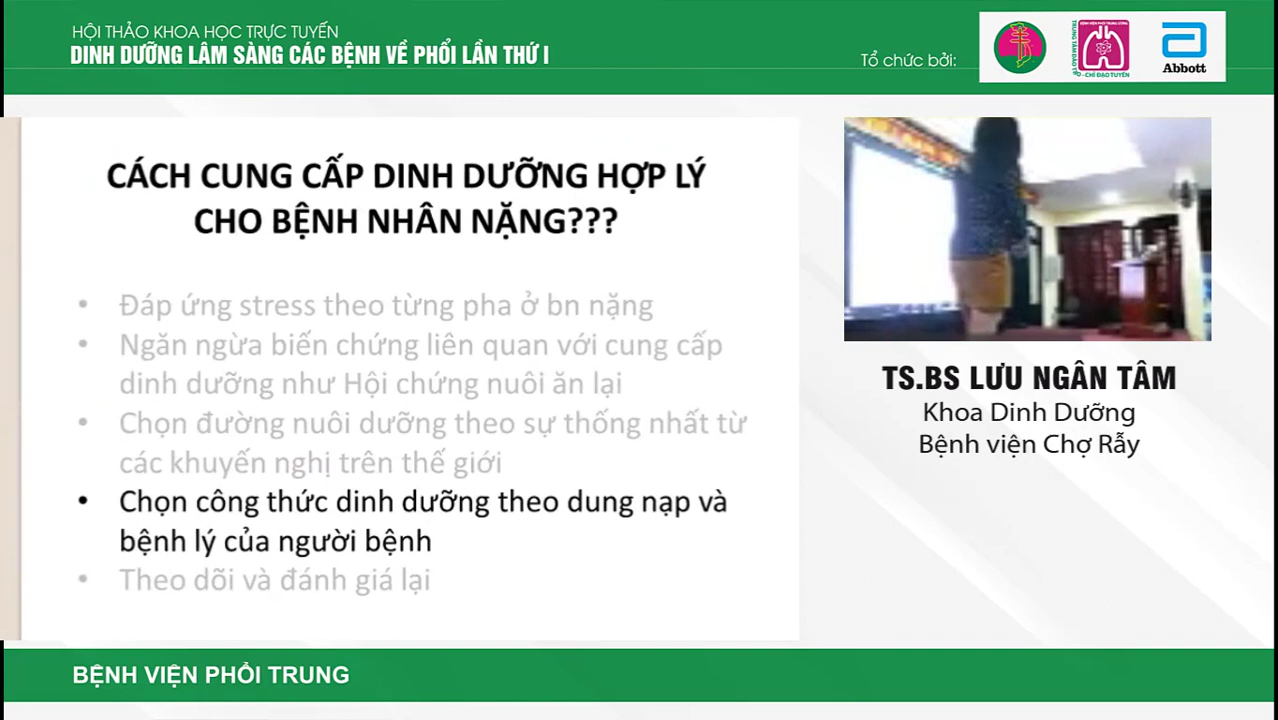 HỘI THẢO KHOA HỌC TRỰC TUYẾN
DINH DƯỠNG LÂM SÀNG CÁC BỆNH VỀ PHỔI LẦN THỨ I
Tổ chức bởi:
Abbott
CÁCH CUNG CẤP DINH DƯỠNG HỢP LÝ
CHO BỆNH NHÂN NẶNG???
• Đáp ứng stress theo từng pha ở bn nặng
• Ngăn ngừa biến chứng liên quan với cung cấp
dinh dưỡng như Hội chứng nuôi ăn lại
• Chọn đường nuôi dưỡng theo sự thống nhất từ
các khuyến nghị trên thế giới
• Chọn công thức dinh dưỡng theo dung nạp và
bệnh lý của người bệnh
• Theo dõi và đánh giá lại
TS.BS LƯU NGÂN TÂM
Khoa Dinh Dưỡng
Bệnh viện Chợ Rẫy
BỆNH VIỆN PHỔI TRUNG